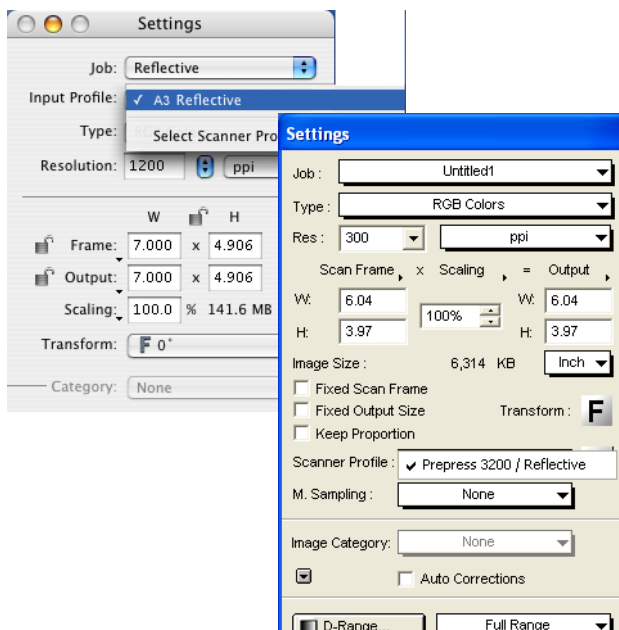 Settings
Job: Reflective
Input Profile: ✓ A3 Reflective
Type:
Select Scanner Pro
Resolution: 1200 ppi
W H
Frame: 7.000 x 4.906
Output: 7.000 x 4.906
Scaling: 100.0 % 141.6 MB
Transform: F 0°
Category: None
Settings
Job : Untitled1
Type : RGB Colors
Res : 300 ppi
Scan Frame x Scaling = Output
W: 6.04 100% W: 6.04
H: 3.97 H: 3.97
Image Size : 6,314 KB Inch
Fixed Scan Frame
Fixed Output Size Transform : F
Keep Proportion
Scanner Profile : ✓ Prepress 3200 / Reflective
M. Sampling : None
Image Category: None
Auto Corrections
D-Range... Full Range